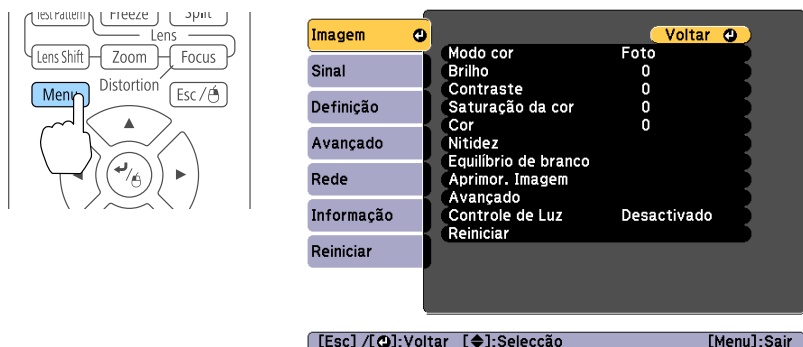 Test Pattern Freeze Split
Lens
Lens Shift Zoom Focus
Distortion
Menu Esc /
Imagem
Sinal
Definição
Avançado
Rede
Informação
Reiniciar
Voltar
Modo cor Foto
Brilho 0
Contraste 0
Saturação da cor 0
Cor 0
Nitidez
Equilíbrio de branco
Aprimor. Imagem
Avançado
Controle de Luz Desactivado
Reiniciar
[Esc] /[ ]:Voltar [ ]:Selecção [Menu]:Sair